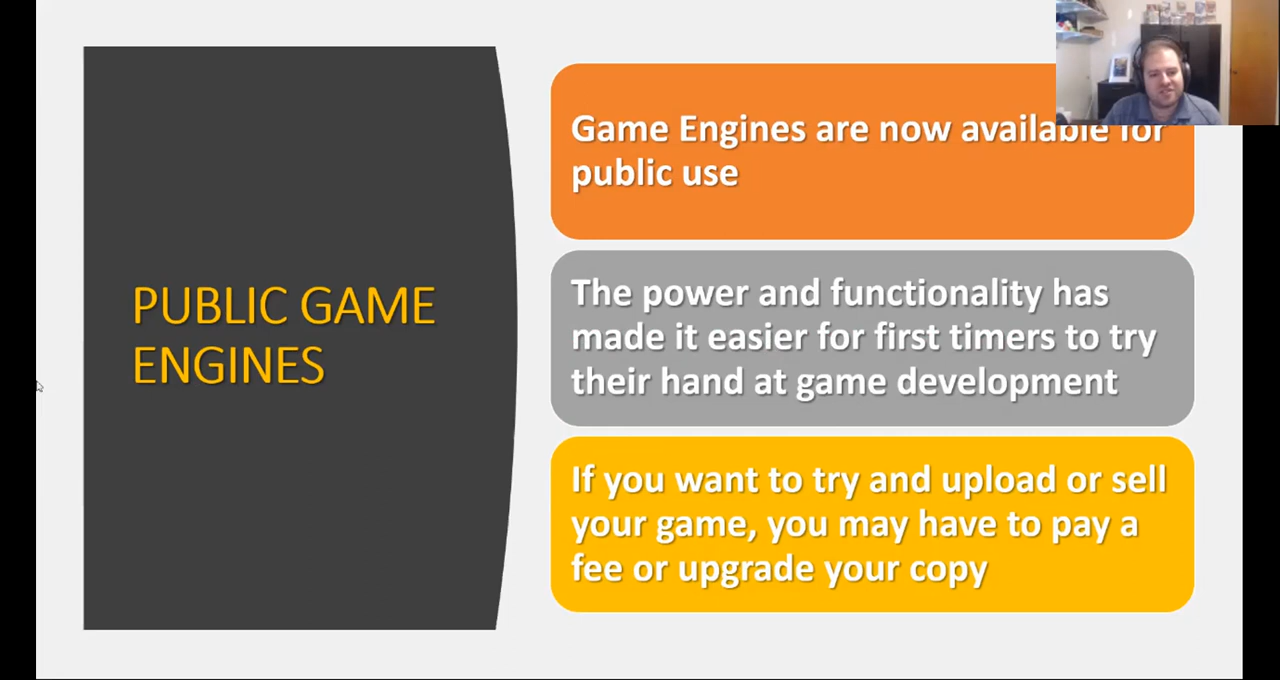 PUBLIC GAME
ENGINES
Game Engines are now available for
public use
The power and functionality has
made it easier for first timers to try
their hand at game development
If you want to try and upload or sell
your game, you may have to pay a
fee or upgrade your copy